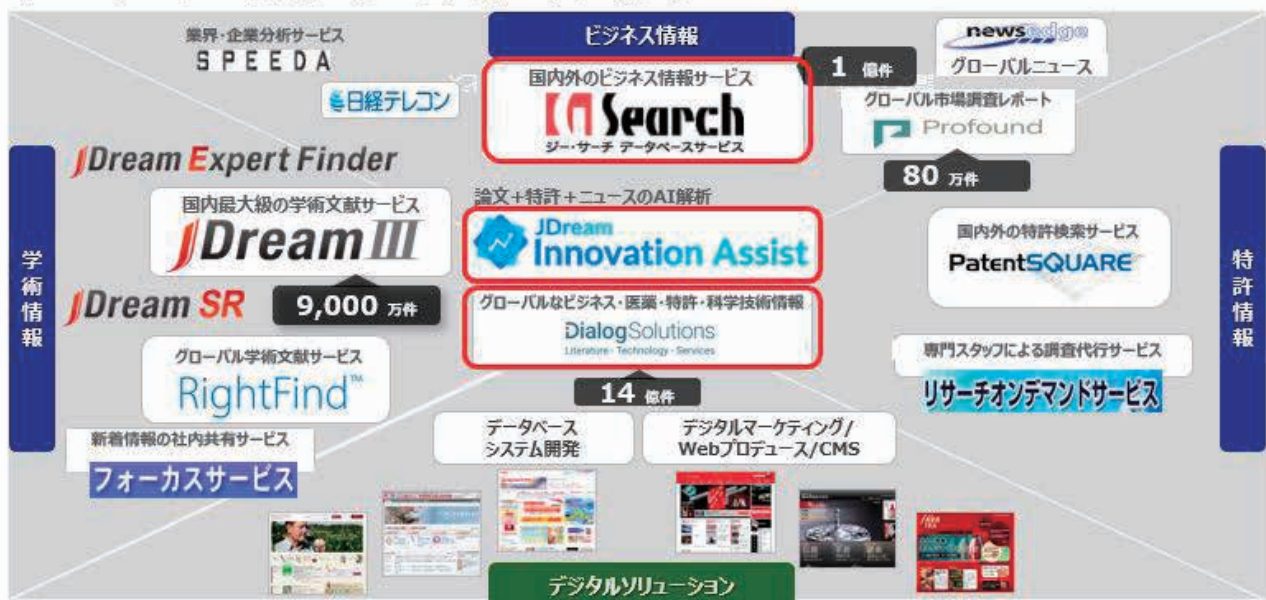 業界・企業分析サービス
SPEEDA
日経テレコン
ビジネス情報
国内外のビジネス情報サービス
G Search
ジー・サーチ データベースサービス
1 億件
newsedge
グローバルニュース
グローバル市場調査レポート
Profound
80 万件
学術情報
JDream Expert Finder
国内最大級の学術文献サービス
JDream III
9,000 万件
JDream SR
グローバル学術文献サービス
RightFind™
新着情報の社内共有サービス
フォーカスサービス
論文+特許+ニュースのAI解析
JDream
Innovation Assist
グローバルなビジネス・医薬・特許・科学技術情報
DialogSolutions
Literature · Technology · Services
14 億件
特許情報
国内外の特許検索サービス
PatentSQUARE
専門スタッフによる調査代行サービス
リサーチオンデマンドサービス
データベース
システム開発
デジタルマーケティング/
Webプロデュース/CMS
デジタルソリューション